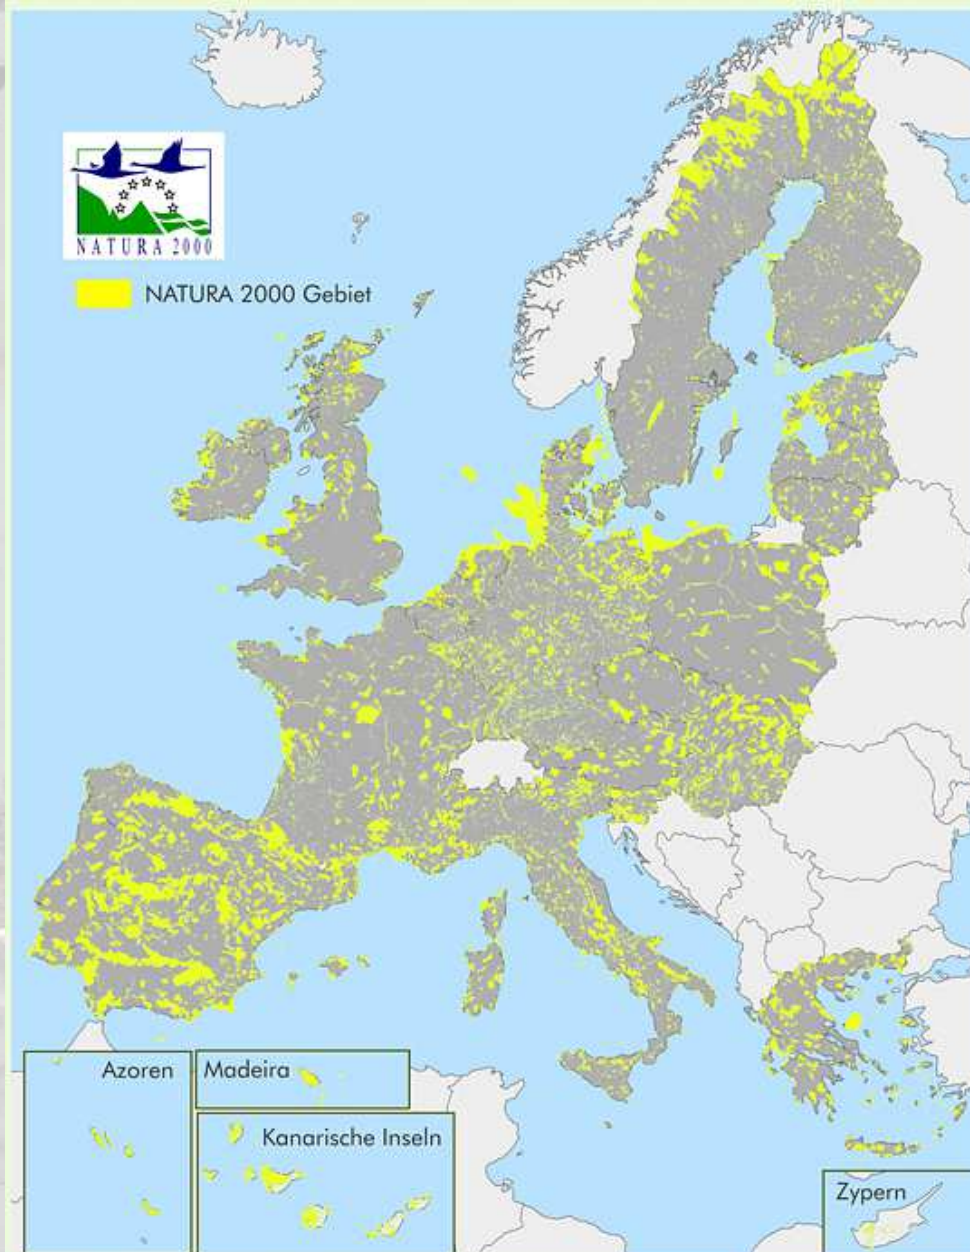 NATURA 2000
NATURA 2000 Gebiet
Azoren
Madeira
Kanarische Inseln
Zypern